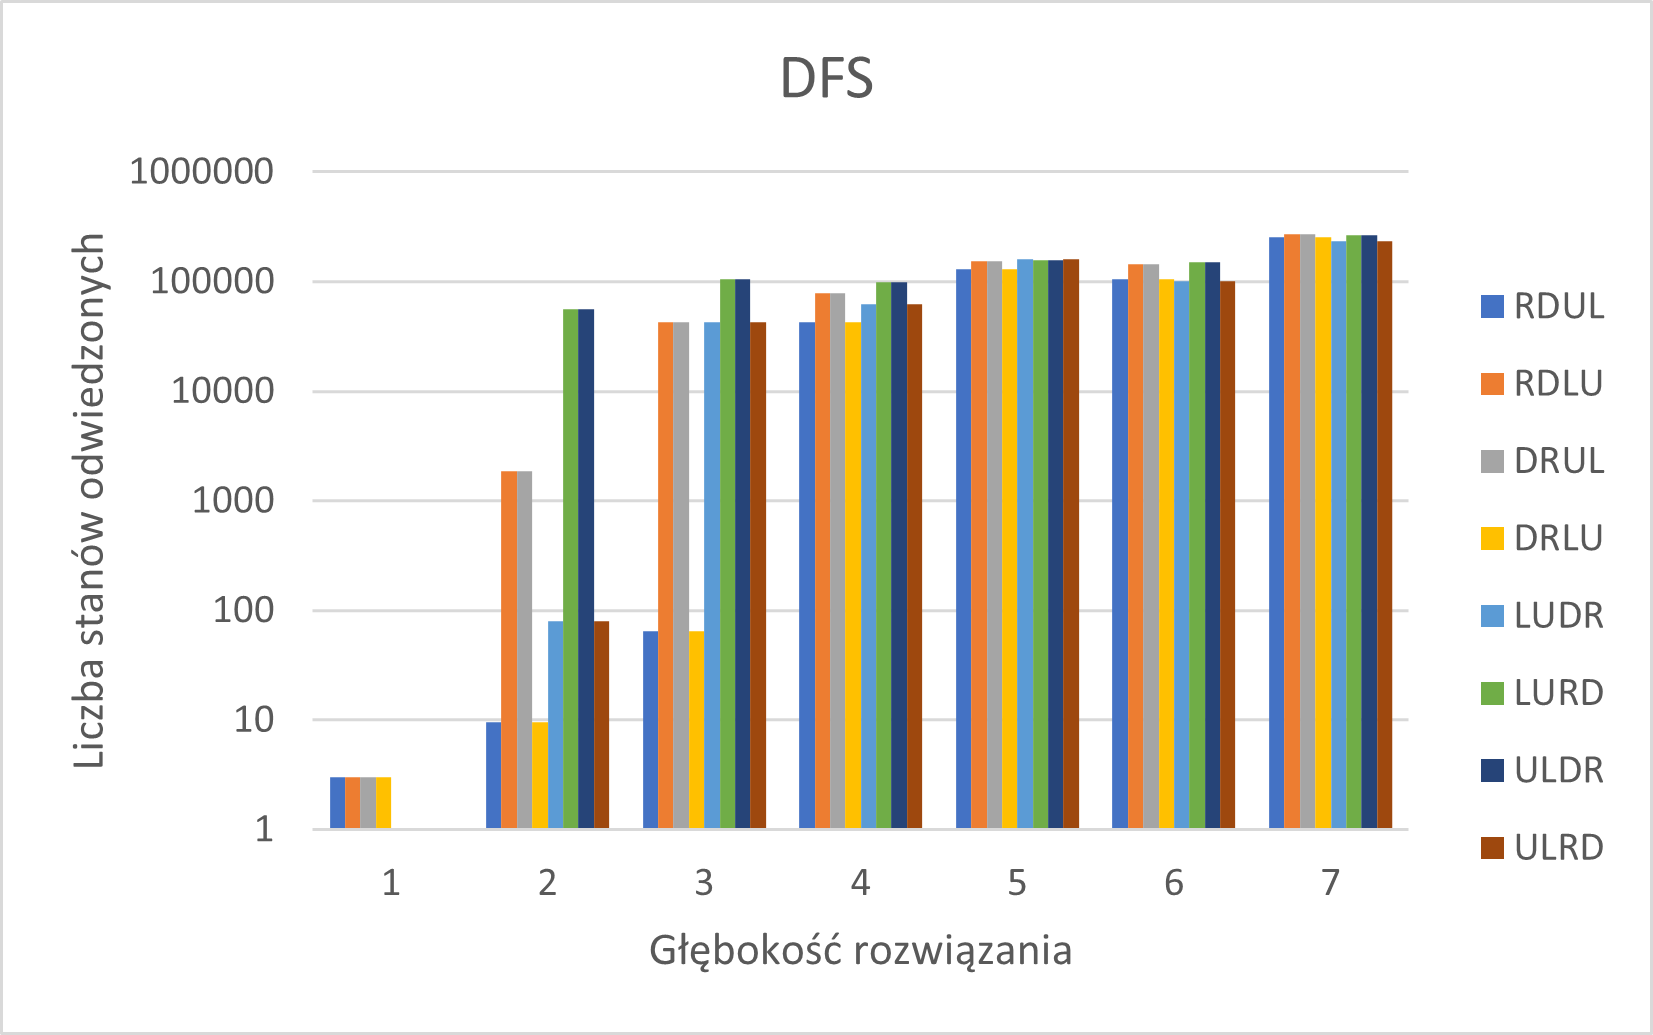 DFS
Liczba stanów odwiedzonych
1000000
100000
10000
1000
100
10
1
1 2 3 4 5 6 7
Głębokość rozwiązania
RDUL
RDLU
DRUL
DRLU
LUDR
LURD
ULDR
ULRD